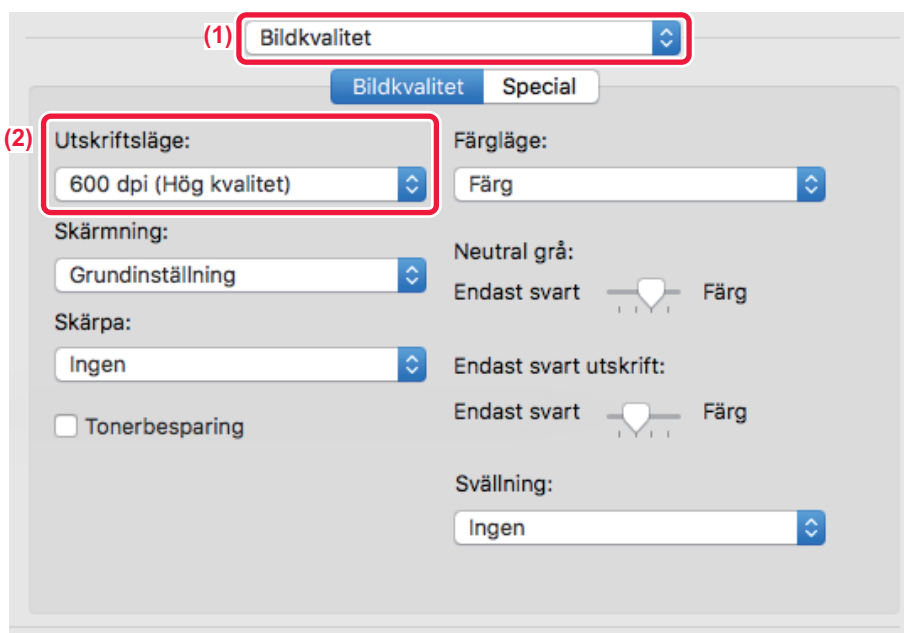 (1) Bildkvalitet
Bildkvalitet Special
(2) Utskriftsläge:
600 dpi (Hög kvalitet)
Skärmning:
Grundinställning
Skärpa:
Ingen
Tonerbesparing
Färgläge:
Färg
Neutral grå:
Endast svart Färg
Endast svart utskrift:
Endast svart Färg
Svällning:
Ingen